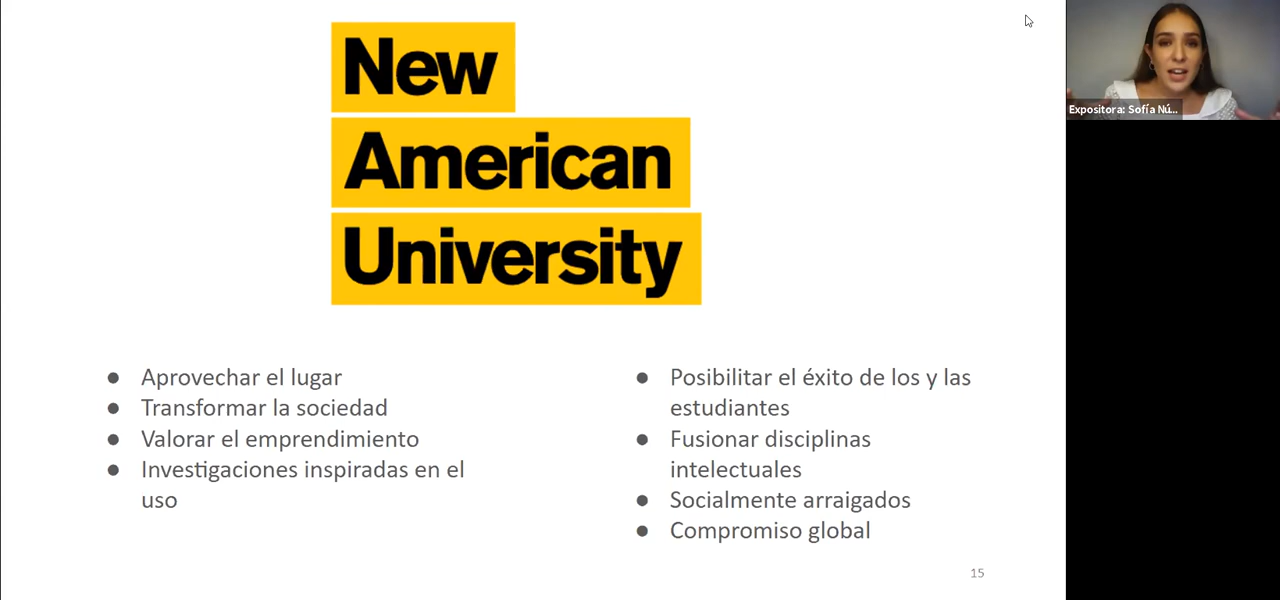 New
American
University
Expositora: Sofía Nú...
● Aprovechar el lugar
● Transformar la sociedad
● Valorar el emprendimiento
● Investigaciones inspiradas en el
uso
● Posibilitar el éxito de los y las
estudiantes
● Fusionar disciplinas
intelectuales
● Socialmente arraigados
● Compromiso global
15